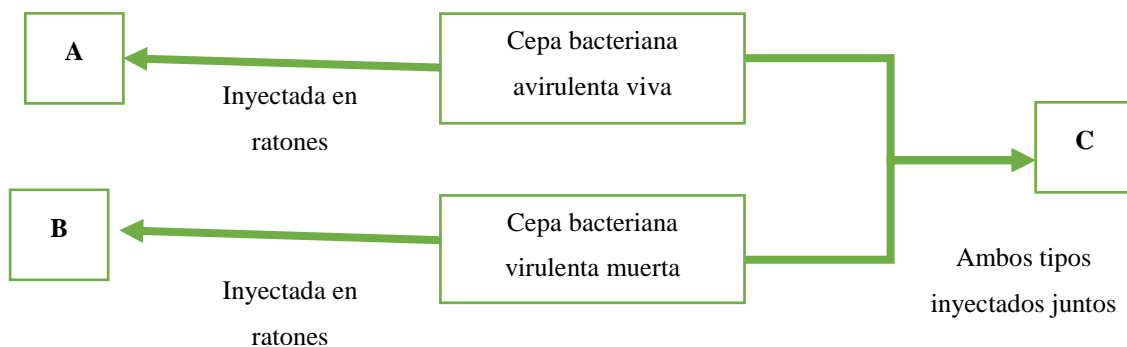 A
Cepa bacteriana
avirulenta viva
Inyectada en
ratones
C
B
Cepa bacteriana
virulenta muerta
Inyectada en
ratones
Ambos tipos
inyectados juntos